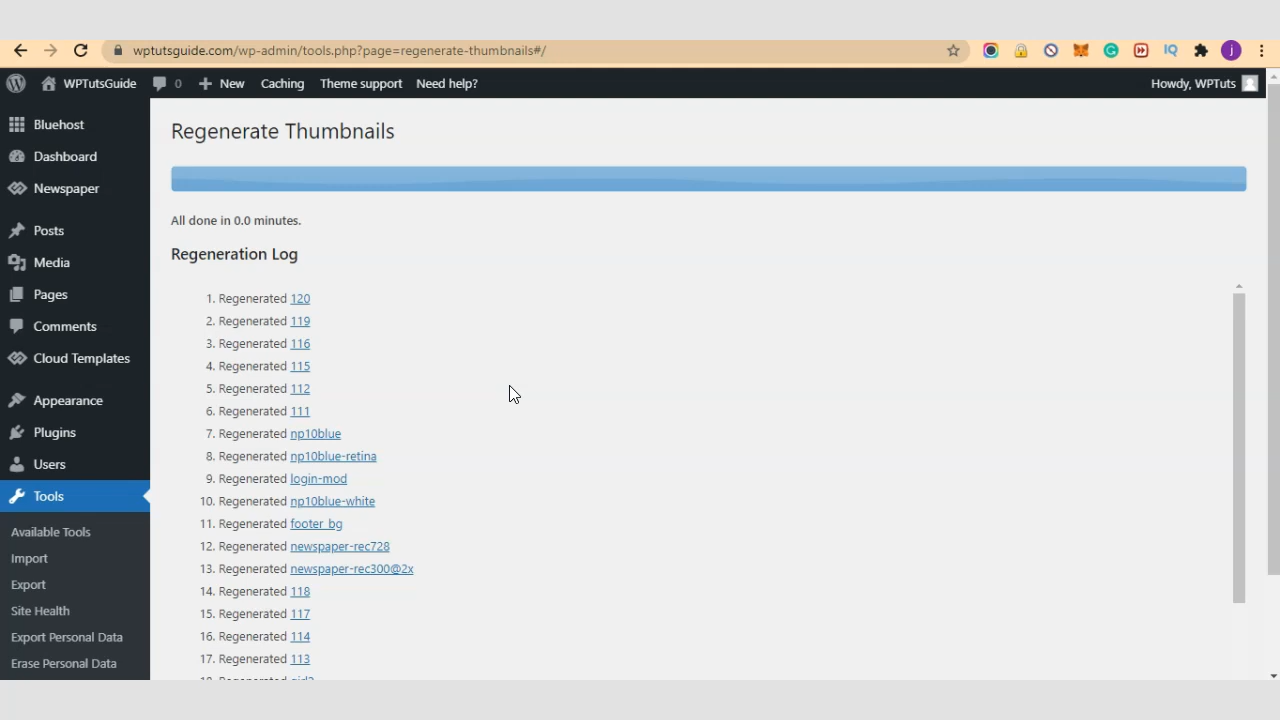 wptutsguide.com/wp-admin/tools.php?page=regenerate-thumbnails#/
IQ
j
WPTutsGuide 0 New Caching Theme support Need help? Howdy, WPTuts
Bluehost
Dashboard
Newspaper
Posts
Media
Pages
Comments
Cloud Templates
Appearance
Plugins
Users
Tools
Available Tools
Import
Export
Site Health
Export Personal Data
Erase Personal Data
Regenerate Thumbnails
All done in 0.0 minutes.
Regeneration Log
1. Regenerated 120
2. Regenerated 119
3. Regenerated 116
4. Regenerated 115
5. Regenerated 112
6. Regenerated 111
7. Regenerated np10blue
8. Regenerated np10blue-retina
9. Regenerated login-mod
10. Regenerated np10blue-white
11. Regenerated footer_bg
12. Regenerated newspaper-rec728
13. Regenerated newspaper-rec300@2x
14. Regenerated 118
15. Regenerated 117
16. Regenerated 114
17. Regenerated 113